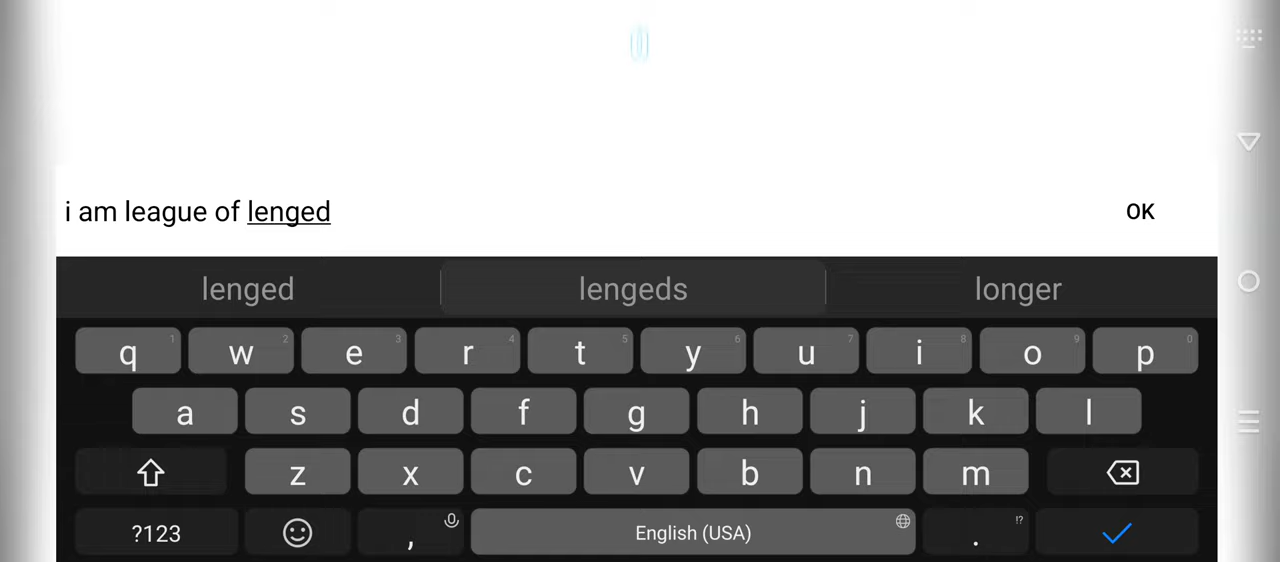 i am league of lenged
OK
lenged lengeds longer
q 1 w 2 e 3 r 4 t 5 y 6 u 7 i 8 o 9 p 0
a s d f g h j k l
z x c v b n m
?123 , English (USA) . !?